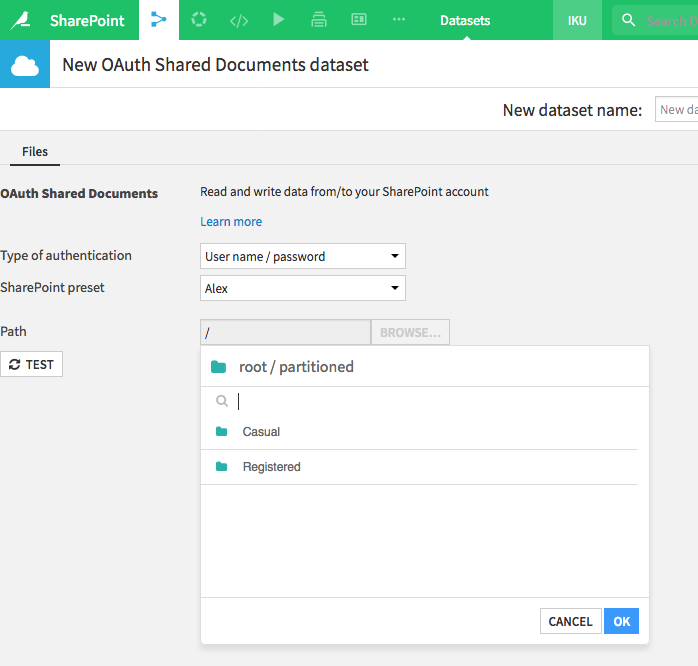 SharePoint
Datasets
IKU
Search D
New OAuth Shared Documents dataset
New dataset name:
New da
Files
OAuth Shared Documents
Read and write data from/to your SharePoint account
Learn more
Type of authentication
User name / password
SharePoint preset
Alex
Path
/
BROWSE...
TEST
root / partitioned
Casual
Registered
CANCEL
OK